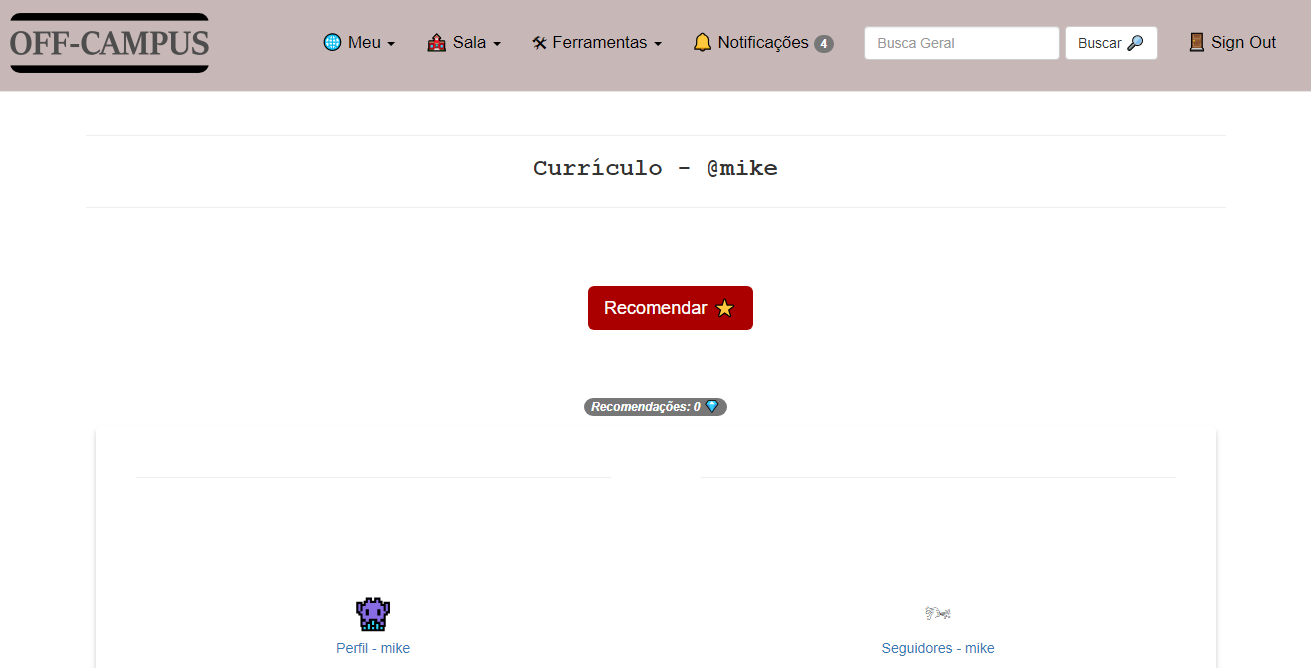 OFF-CAMPUS
Meu
Sala
Ferramentas
Notificações 4
Busca Geral
Buscar
Sign Out
Currículo - @mike
Recomendar
Recomendações: 0
Perfil - mike
Seguidores - mike